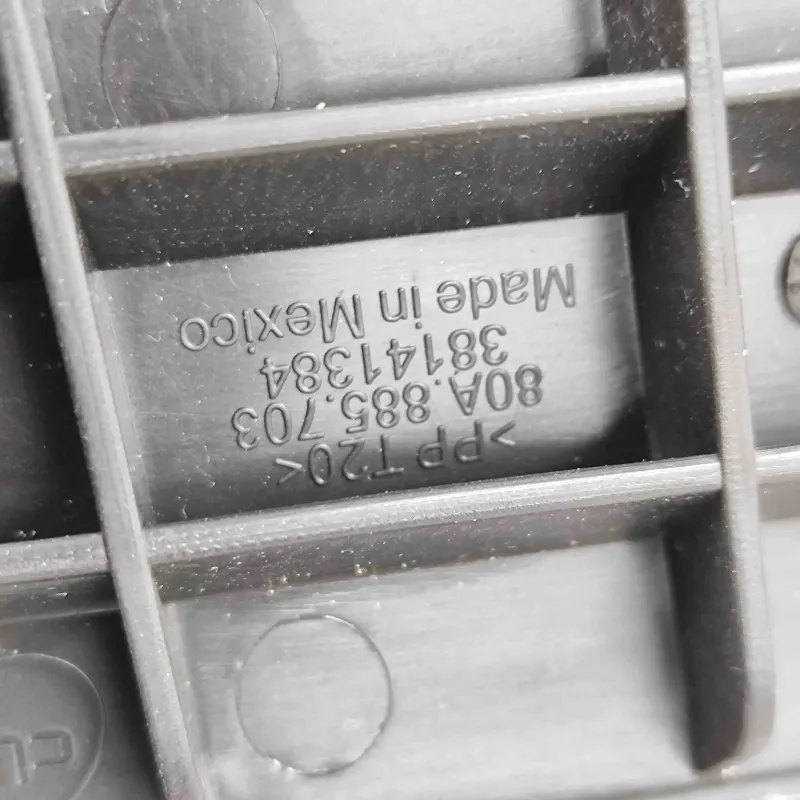 >PP T20<
80A.885.703
38141384
Made in Mexico